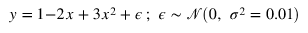 y = 1−2x + 3x² + ϵ ; ϵ ∼ 𝒩(0, σ² = 0.01)